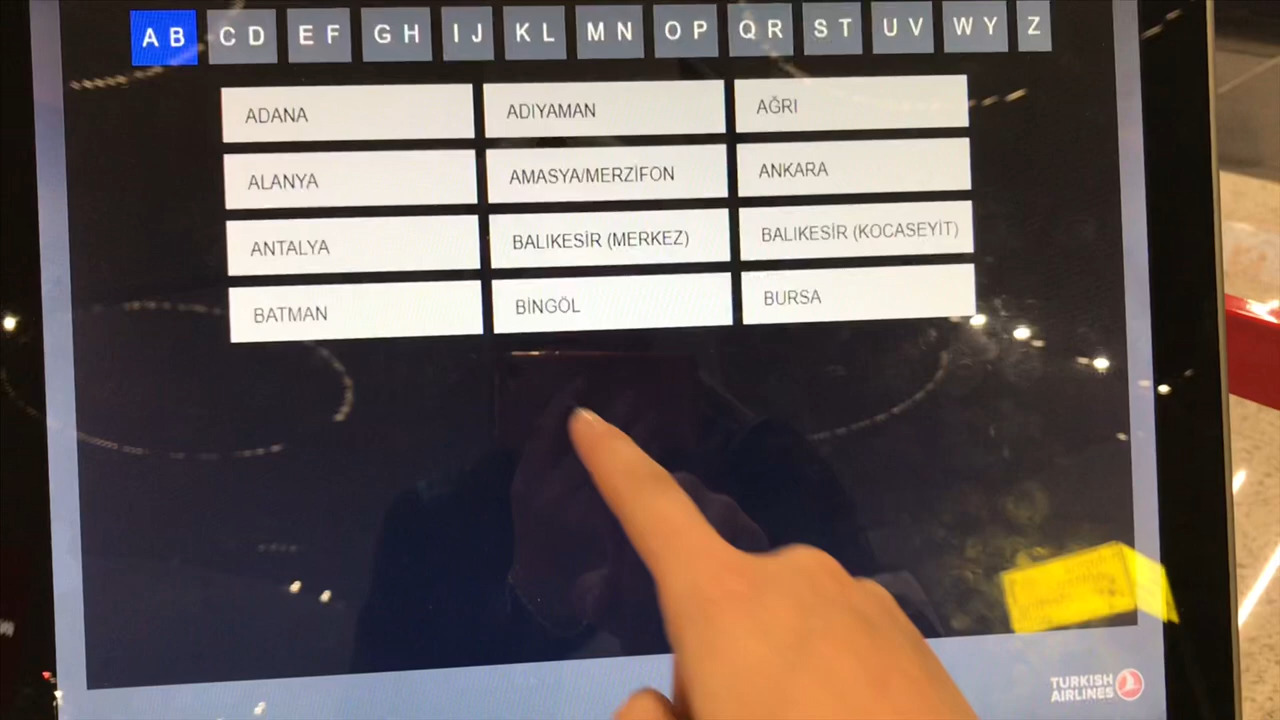 A B C D E F G H I J K L M N O P Q R S T U V W Y Z
ADANA ADIYAMAN AĞRI
ALANYA AMASYA/MERZİFON ANKARA
ANTALYA BALIKESİR (MERKEZ) BALIKESİR (KOCASEYİT)
BATMAN BİNGÖL BURSA
TURKISH
AIRLINES